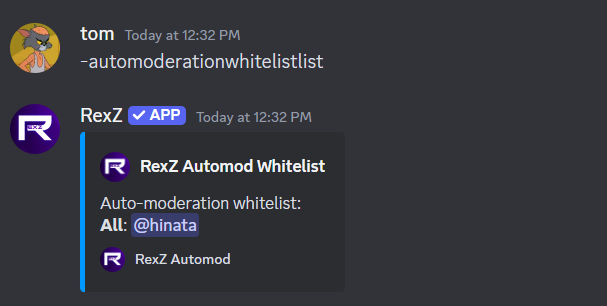 tom Today at 12:32 PM
-automoderationwhitelistlist
REXZ
RexZ ✓ APP Today at 12:32 PM
RexZ Automod Whitelist
Auto-moderation whitelist:
All: @hinata
RexZ Automod